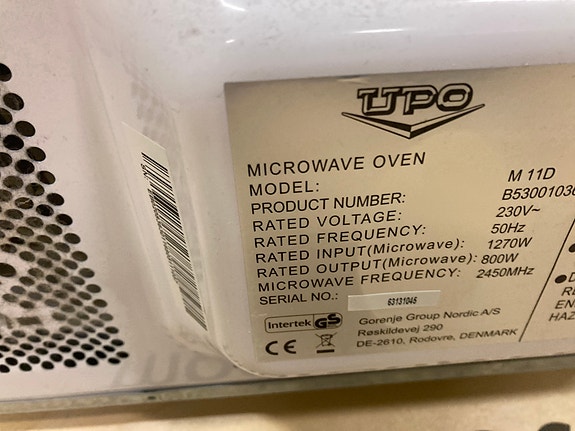 UPO
MICROWAVE OVEN
MODEL: M 11D
PRODUCT NUMBER:
RATED VOLTAGE: 230V~
RATED FREQUENCY: 50Hz
RATED INPUT(Microwave): 1270W
RATED OUTPUT(Microwave): 800W
MICROWAVE FREQUENCY: 2450MHz
SERIAL NO.: 63131045
Intertek GS
Gorenje Group Nordic A/S
Røskildevej 290
DE-2610, Rodovre, DENMARK
CE